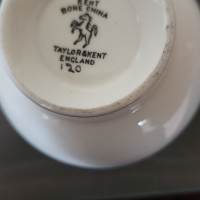 KENT
BONE CHINA
TAYLOR & KENT
ENGLAND
120